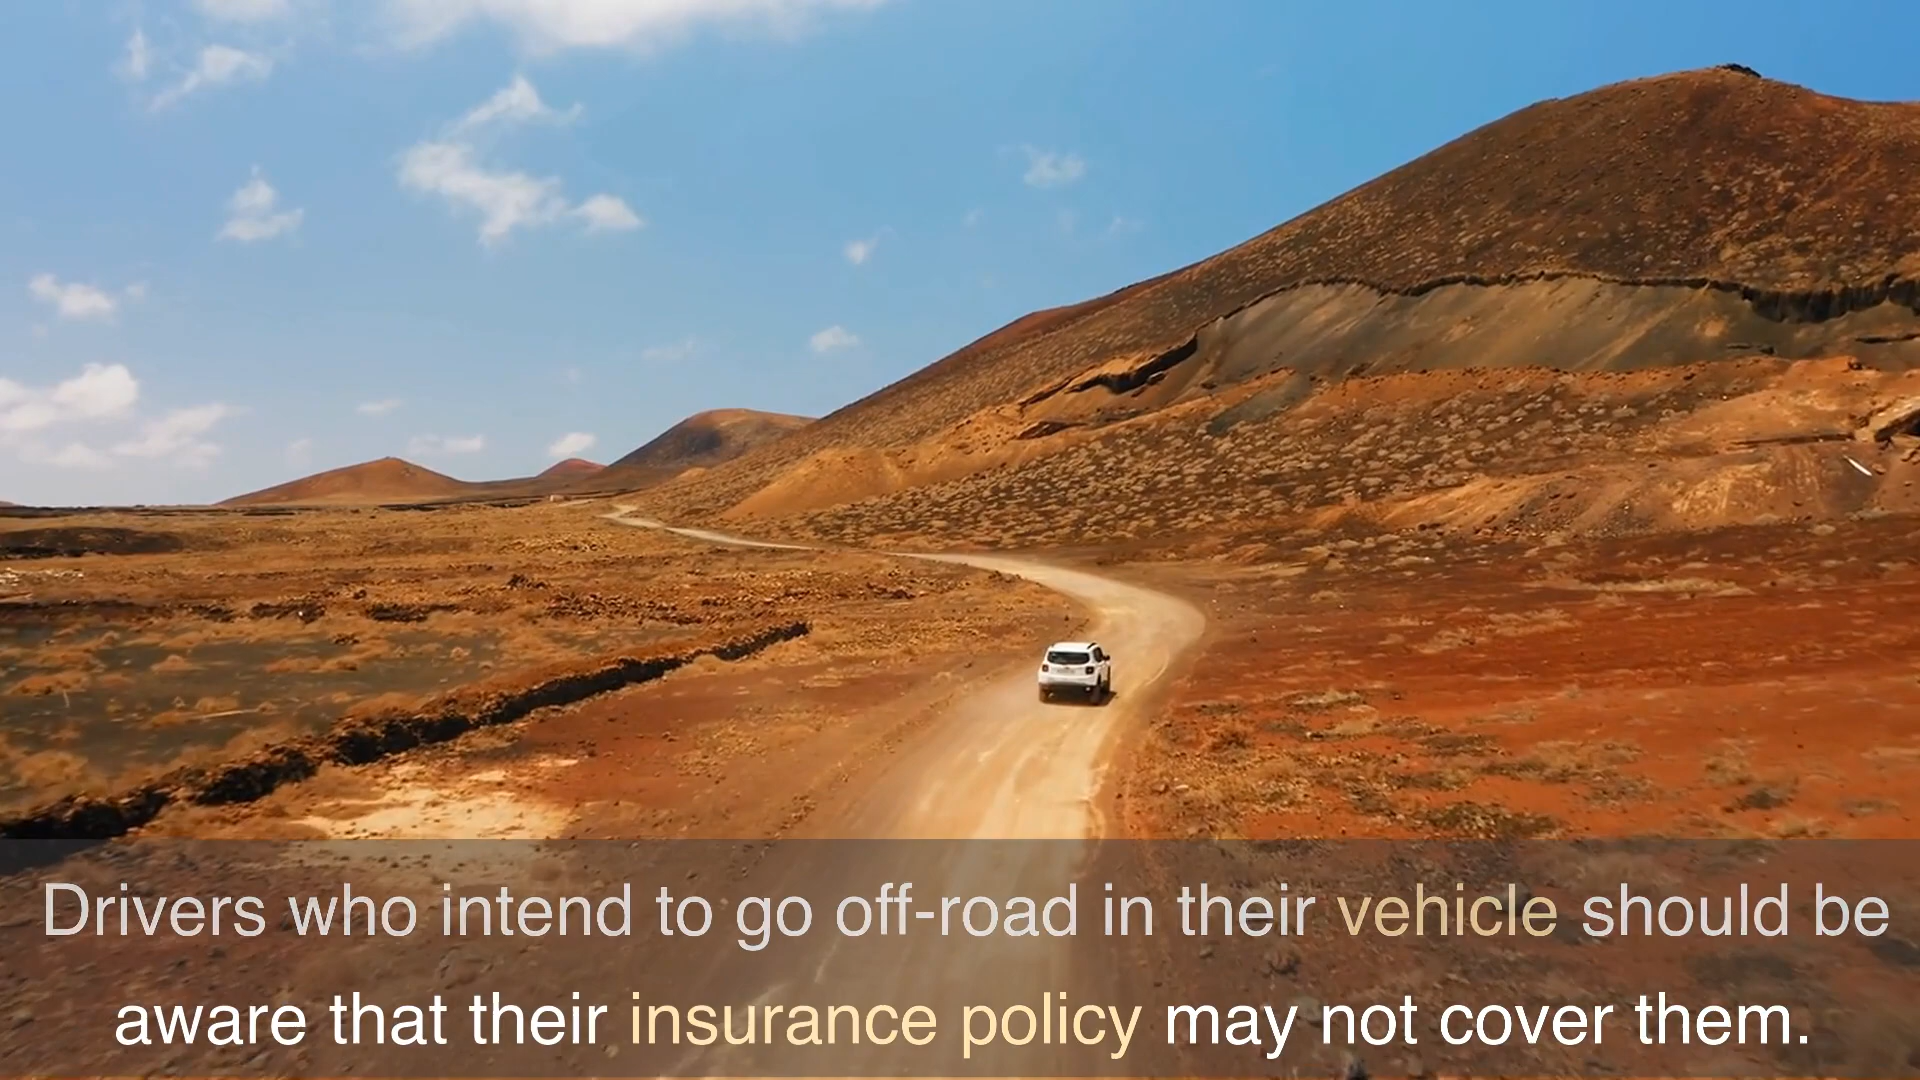 Drivers who intend to go off-road in their vehicle should be
aware that their insurance policy may not cover them.